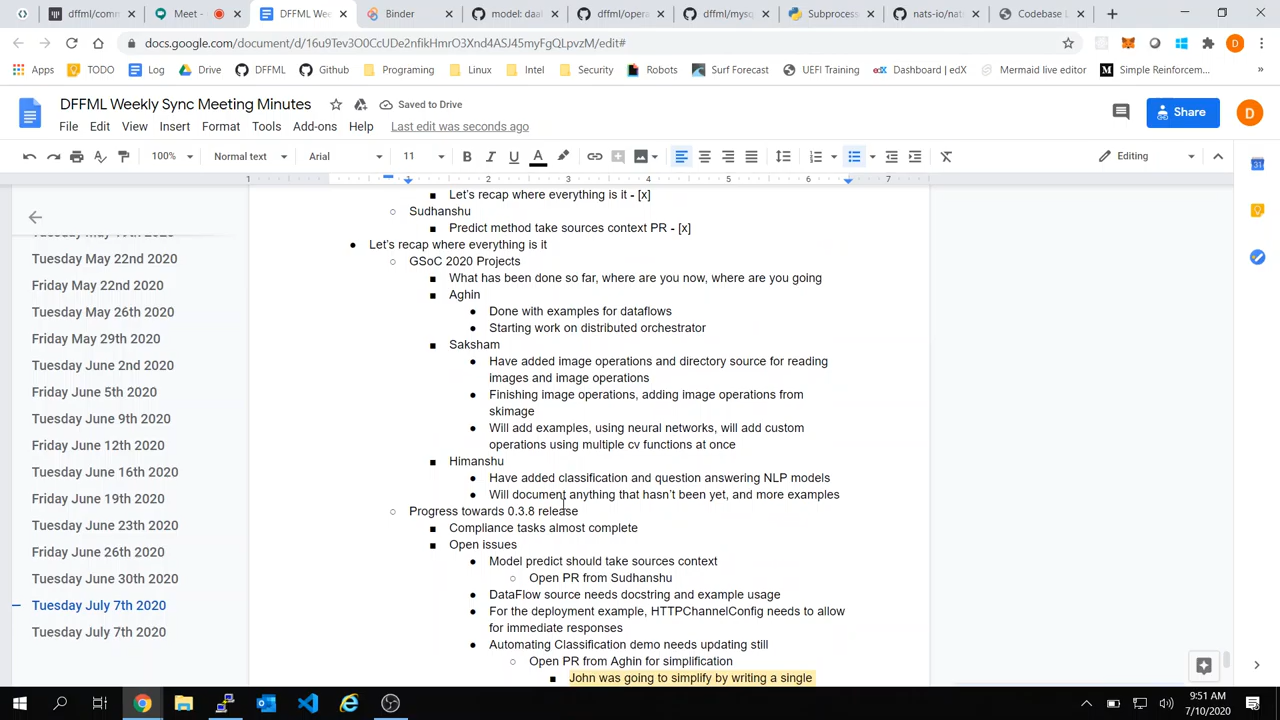 dffml/comm
Meet -
DFFML Wee
Binder
model: daal
dffml/opera
dffml/mysq
Subproces
nats-io/nat
Codebase L
docs.google.com/document/d/16u9Tev3O0CcUDe2nfikHmrO3Xnd4ASJ45myFgQLpvzM/edit#
Apps TODO Log Drive DFFML Github Programing Linux Intel Security Robots Surf Forecast UEFI Training Dashboard | edX Mermaid live editor Simple Reinforcem...
DFFML Weekly Sync Meeting Minutes Saved to Drive
Share
D
File Edit View Insert Format Tools Add-ons Help Last edit was seconds ago
100% Normal text Arial 11 Editing
1 1 2 3 4 5 6 7
Let's recap where everything is it - [x]
Sudhanshu
Predict method take sources context PR - [x]
Let's recap where everything is it
GSoC 2020 Projects
What has been done so far, where are you now, where are you going
Aghin
Done with examples for dataflows
Starting work on distributed orchestrator
Saksham
Have added image operations and directory source for reading
images and image operations
Finishing image operations, adding image operations from
skimage
Will add examples, using neural networks, will add custom
operations using multiple cv functions at once
Himanshu
Have added classification and question answering NLP models
Will document anything that hasn't been yet, and more examples
Progress towards 0.3.8 release
Compliance tasks almost complete
Open issues
Model predict should take sources context
Open PR from Sudhanshu
DataFlow source needs docstring and example usage
For the deployment example, HTTPChannelConfig needs to allow
for immediate responses
Automating Classification demo needs updating still
Open PR from Aghin for simplification
John was going to simplify by writing a single
Tuesday May 19th 2020
Tuesday May 22nd 2020
Friday May 22nd 2020
Tuesday May 26th 2020
Friday May 29th 2020
Tuesday June 2nd 2020
Friday June 5th 2020
Tuesday June 9th 2020
Friday June 12th 2020
Tuesday June 16th 2020
Friday June 19th 2020
Tuesday June 23rd 2020
Friday June 26th 2020
Tuesday June 30th 2020
Tuesday July 7th 2020
Tuesday July 7th 2020
9:51 AM
7/10/2020